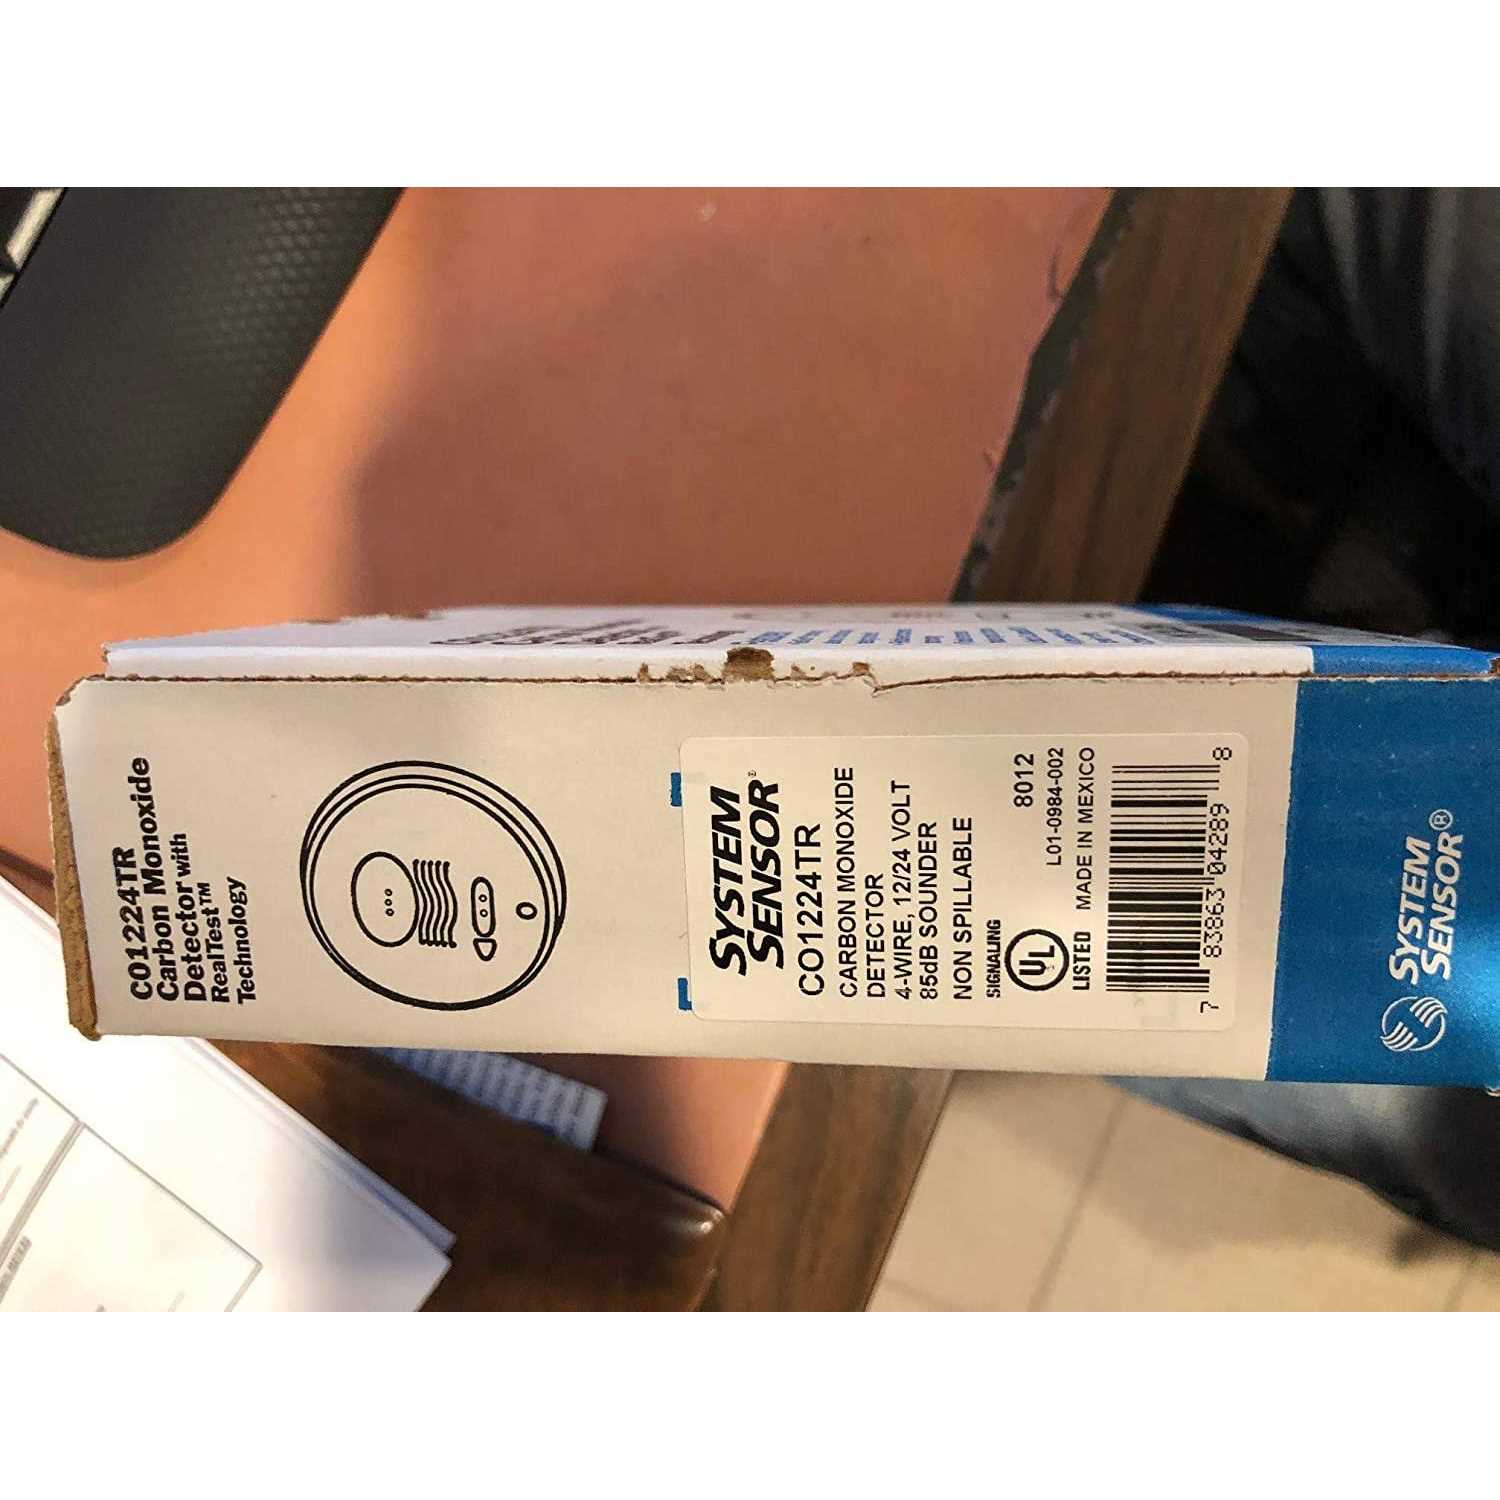 CO1224TR
Carbon Monoxide
Detector with
RealTest™
Technology
SYSTEM
SENSOR®
CO1224TR
CARBON MONOXIDE
DETECTOR
4-WIRE, 12/24 VOLT
85dB SOUNDER
NON SPILLABLE
SIGNALING
UL
LISTED
8012
L01-0984-002
MADE IN MEXICO
7 83863 04289 8
SYSTEM
SENSOR®